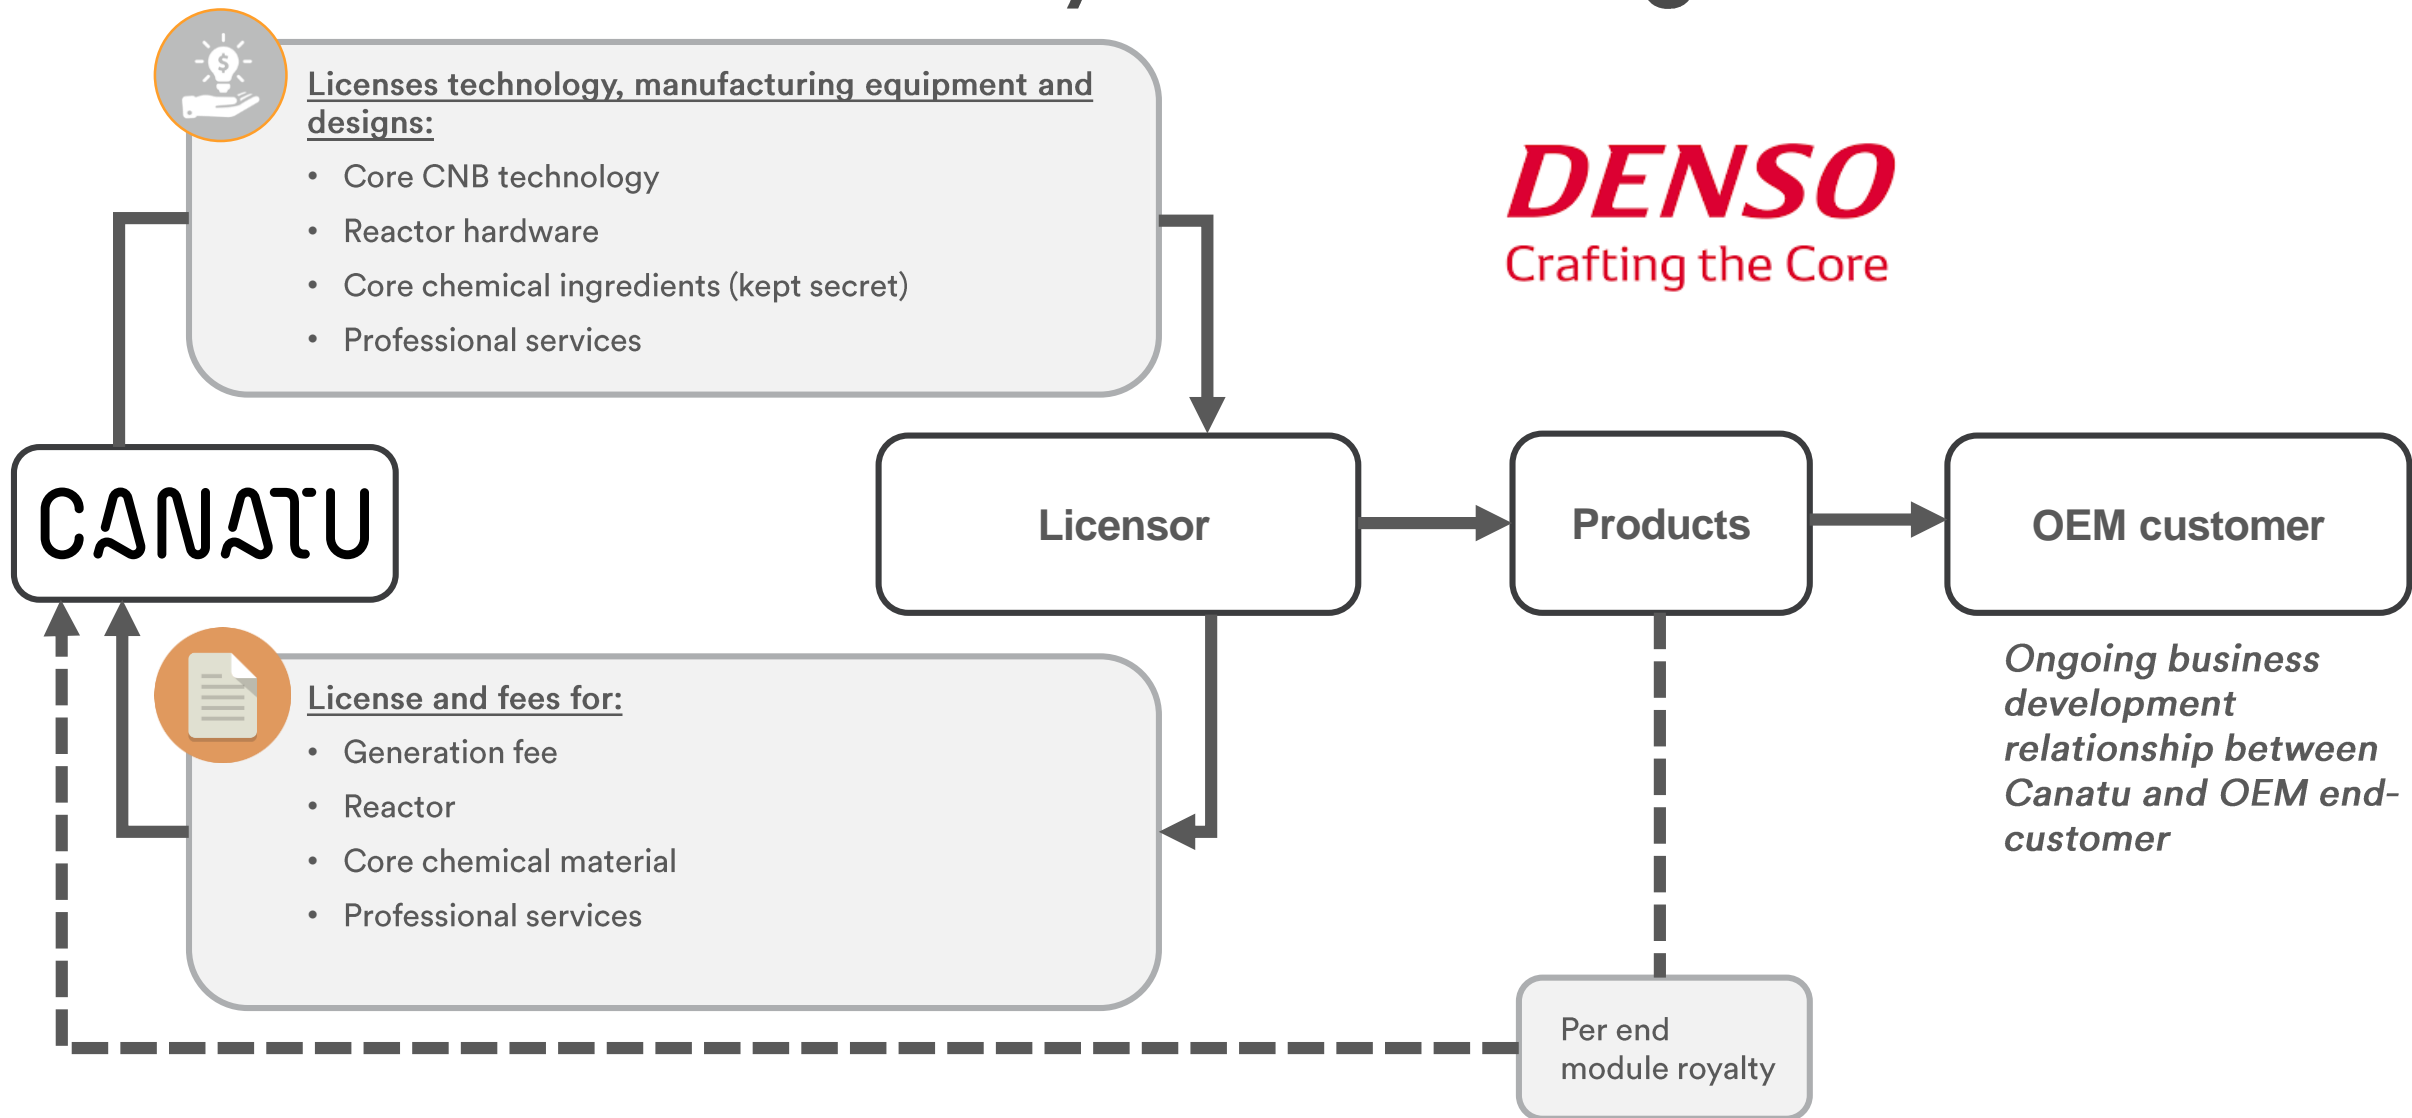 Licenses technology, manufacturing equipment and
designs:
• Core CNB technology
• Reactor hardware
• Core chemical ingredients (kept secret)
• Professional services
DENSO
Crafting the Core
CANATU
Licensor
Products
OEM customer
Ongoing business
development
relationship between
Canatu and OEM end-
customer
License and fees for:
• Generation fee
• Reactor
• Core chemical material
• Professional services
Per end
module royalty